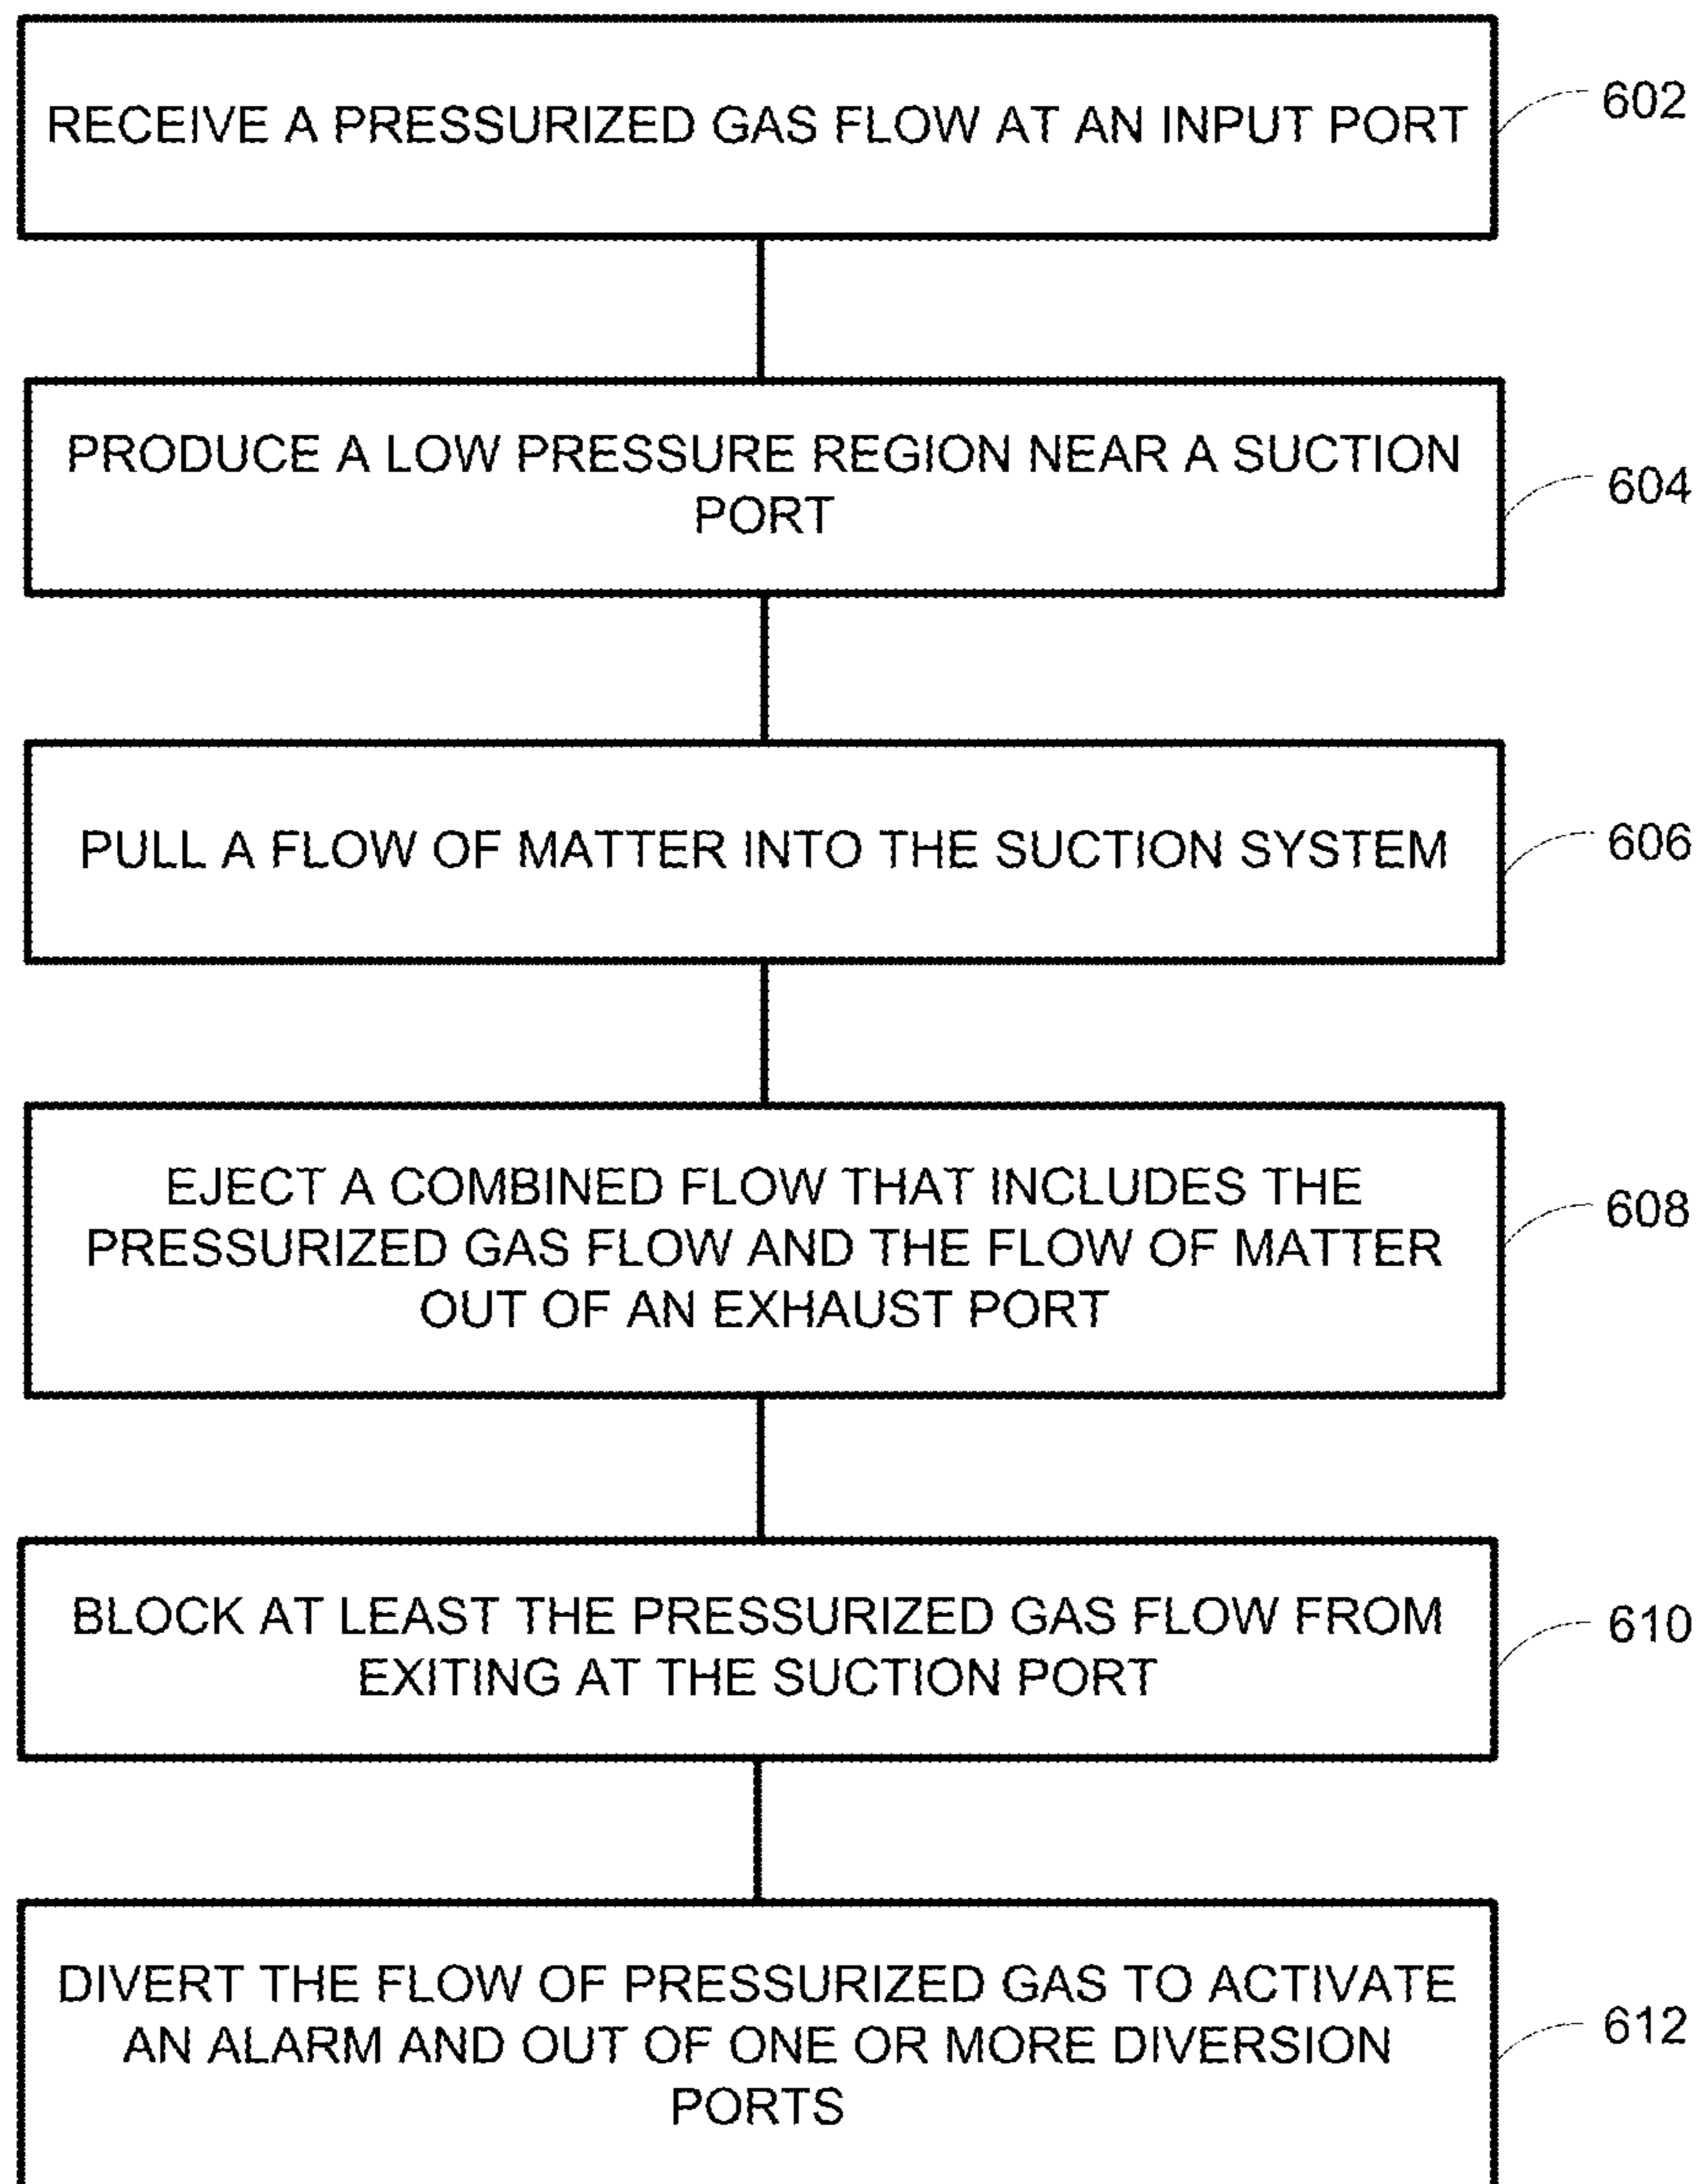 RECEIVE A PRESSURIZED GAS FLOW AT AN INPUT PORT
602
PRODUCE A LOW PRESSURE REGION NEAR A SUCTION
PORT
604
PULL A FLOW OF MATTER INTO THE SUCTION SYSTEM
606
EJECT A COMBINED FLOW THAT INCLUDES THE
PRESSURIZED GAS FLOW AND THE FLOW OF MATTER
OUT OF AN EXHAUST PORT
608
BLOCK AT LEAST THE PRESSURIZED GAS FLOW FROM
EXITING AT THE SUCTION PORT
610
DIVERT THE FLOW OF PRESSURIZED GAS TO ACTIVATE
AN ALARM AND OUT OF ONE OR MORE DIVERSION
PORTS
612